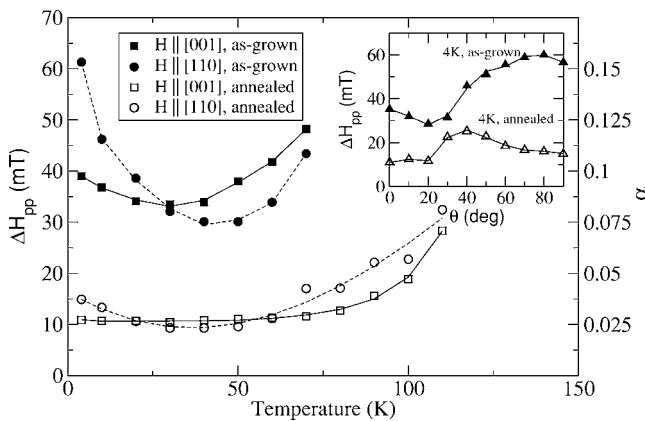 70
60
50
40
30
20
10
0
ΔH_pp (mT)
H || [001], as-grown
H || [110], as-grown
H || [001], annealed
H || [110], annealed
60
40
20
0
ΔH_pp (mT)
4K, as-grown
4K, annealed
0 20 40 60 80
θ (deg)
0.15
0.125
0.1
0.075
0.05
0.025
0
α
0 50 100 150
Temperature (K)